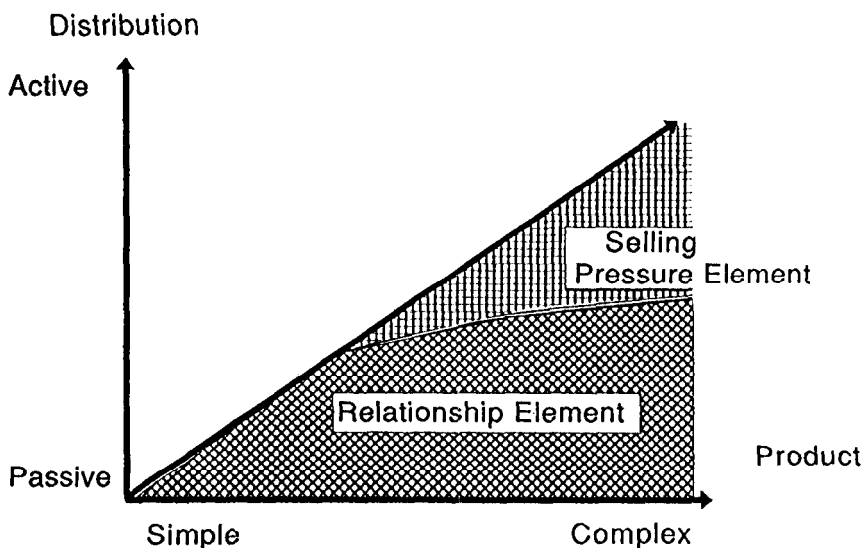 Distribution
Active
Selling
Pressure Element
Relationship Element
Product
Passive
Simple
Complex